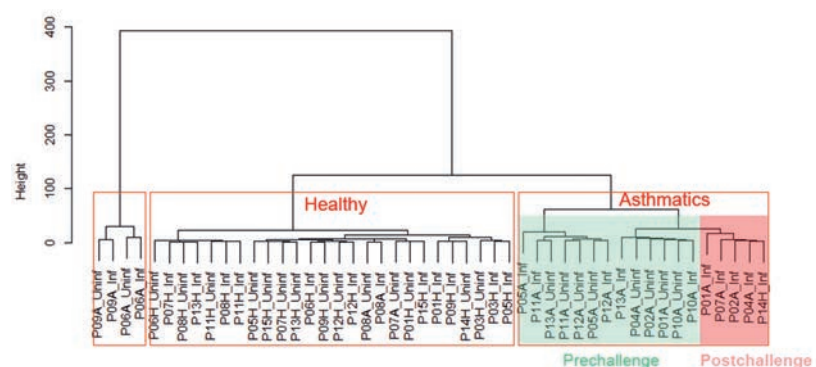 400
300
200
100
0
Height
Healthy
Asthmatics
P09A_Uninf
P09A_Inf
P06A_Uninf
P06A_Inf
P06H_Uninf
P07H_Inf
P08H_Uninf
P13H_Inf
P11H_Uninf
P08H_Inf
P11H_Inf
P05H_Uninf
P15H_Uninf
P07H_Uninf
P13H_Uninf
P06H_Inf
P09H_Uninf
P12H_Uninf
P12H_Inf
P08A_Uninf
P08A_Inf
P07A_Uninf
P01H_Uninf
P15H_Inf
P01H_Inf
P09H_Inf
P14H_Uninf
P03H_Uninf
P03H_Inf
P05H_Inf
P05A_Inf
P11A_Inf
P13A_Uninf
P11A_Uninf
P12A_Uninf
P05A_Uninf
P12A_Inf
P13A_Inf
P04A_Uninf
P02A_Uninf
P01A_Uninf
P10A_Uninf
P10A_Inf
P01A_Inf
P07A_Inf
P02A_Inf
P04A_Inf
P14H_Inf
Prechallenge
Postchallenge